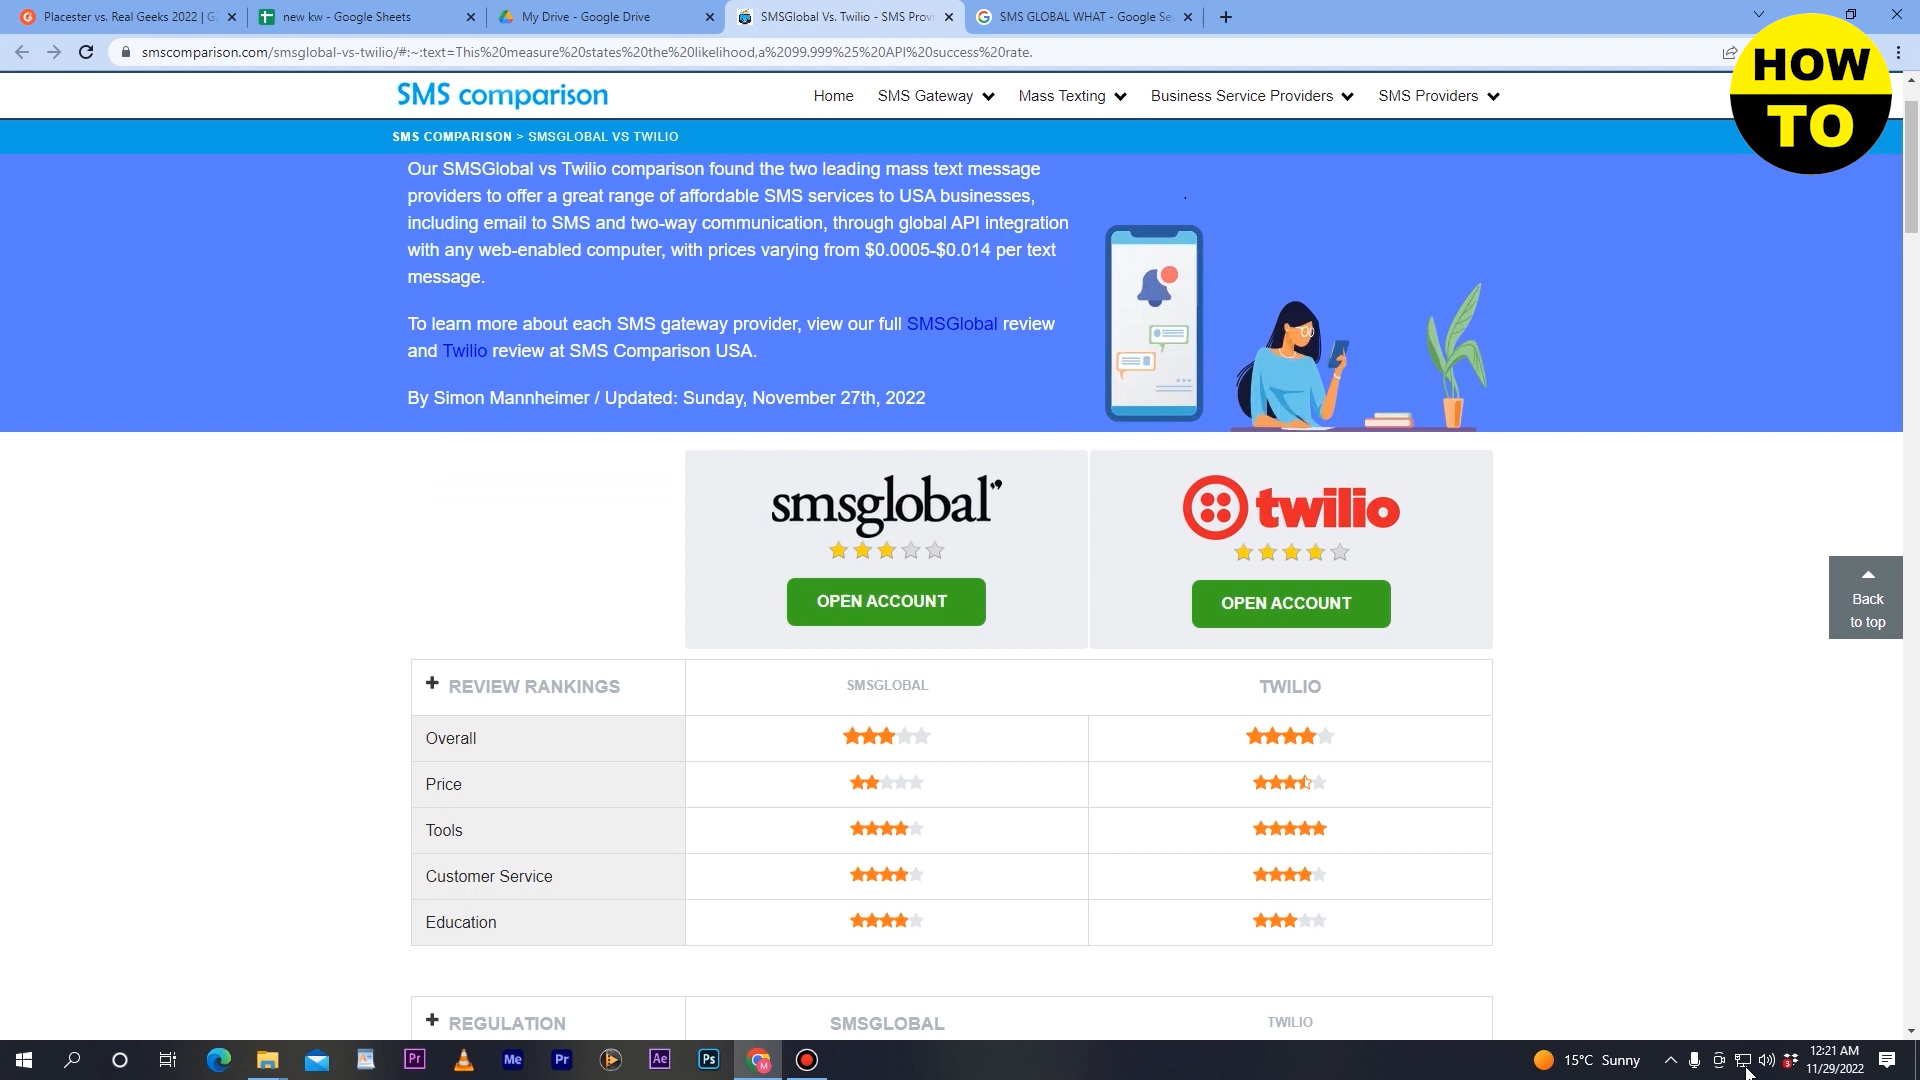 Placester vs. Real Geeks 2022 | G
new kw - Google Sheets
My Drive - Google Drive
SMSGlobal Vs. Twilio - SMS Prov
SMS GLOBAL WHAT - Google Se
smscomparison.com/smsglobal-vs-twilio/#:~:text=This%20measure%20states%20the%20likelihood,a%2099.999%25%20API%20success%20rate.
HOW
TO
SMS comparison
Home
SMS Gateway
Mass Texting
Business Service Providers
SMS Providers
SMS COMPARISON > SMSGLOBAL VS TWILIO
Our SMSGlobal vs Twilio comparison found the two leading mass text message
providers to offer a great range of affordable SMS services to USA businesses,
including email to SMS and two-way communication, through global API integration
with any web-enabled computer, with prices varying from $0.0005-$0.014 per text
message.
To learn more about each SMS gateway provider, view our full SMSGlobal review
and Twilio review at SMS Comparison USA.
By Simon Mannheimer / Updated: Sunday, November 27th, 2022
smsglobal
twilio
OPEN ACCOUNT
OPEN ACCOUNT
Back
to top
+ REVIEW RANKINGS
SMSGLOBAL
TWILIO
Overall
Price
Tools
Customer Service
Education
+ REGULATION
SMSGLOBAL
TWILIO
Pr
Me
Pr
Ae
Ps
M
15°C Sunny
3
12:21 AM
11/29/2022